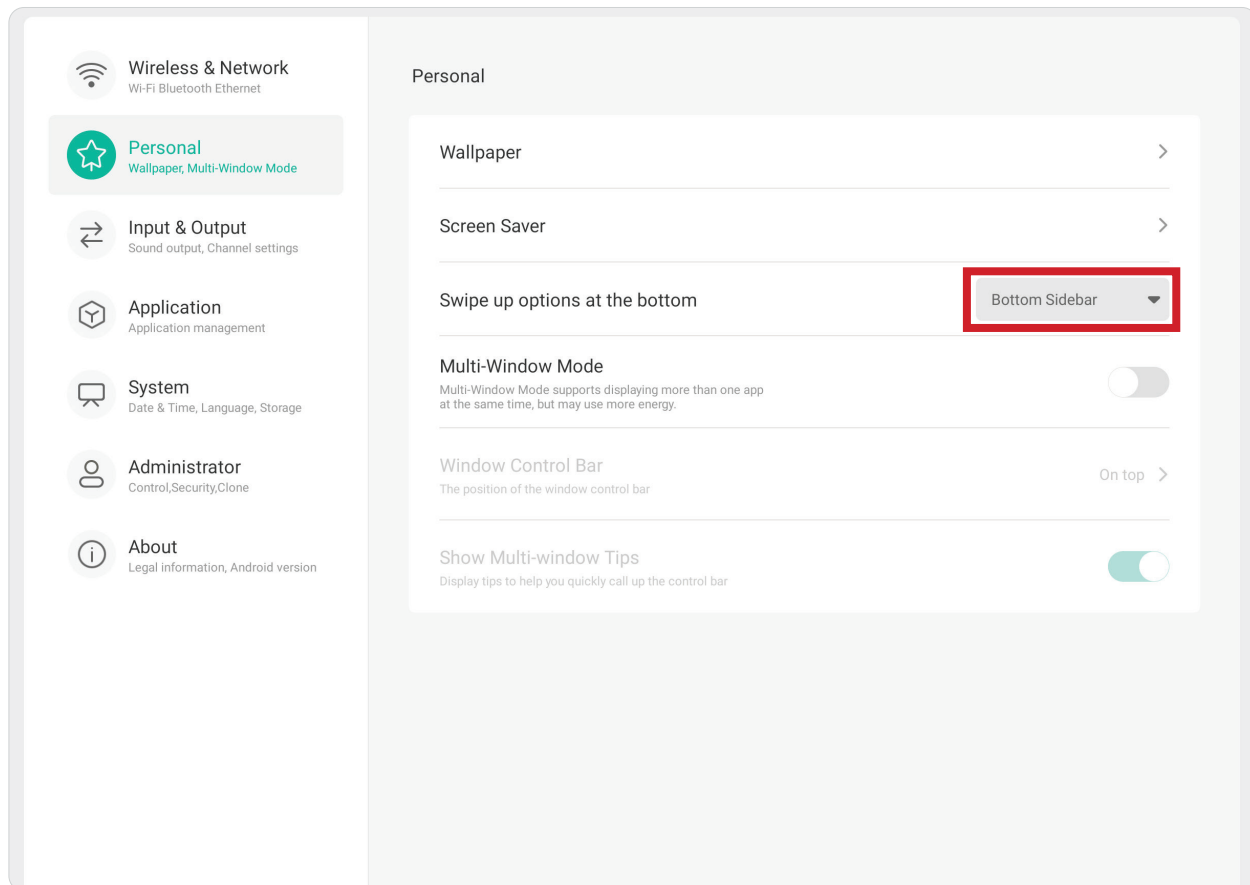 Wireless & Network
Wi-Fi Bluetooth Ethernet
Personal
Wallpaper, Multi-Window Mode
Input & Output
Sound output, Channel settings
Application
Application management
System
Date & Time, Language, Storage
Administrator
Control,Security,Clone
About
Legal information, Android version
Personal
Wallpaper
Screen Saver
Swipe up options at the bottom
Bottom Sidebar
Multi-Window Mode
Multi-Window Mode supports displaying more than one app
at the same time, but may use more energy.
Window Control Bar
The position of the window control bar
On top
Show Multi-window Tips
Display tips to help you quickly call up the control bar